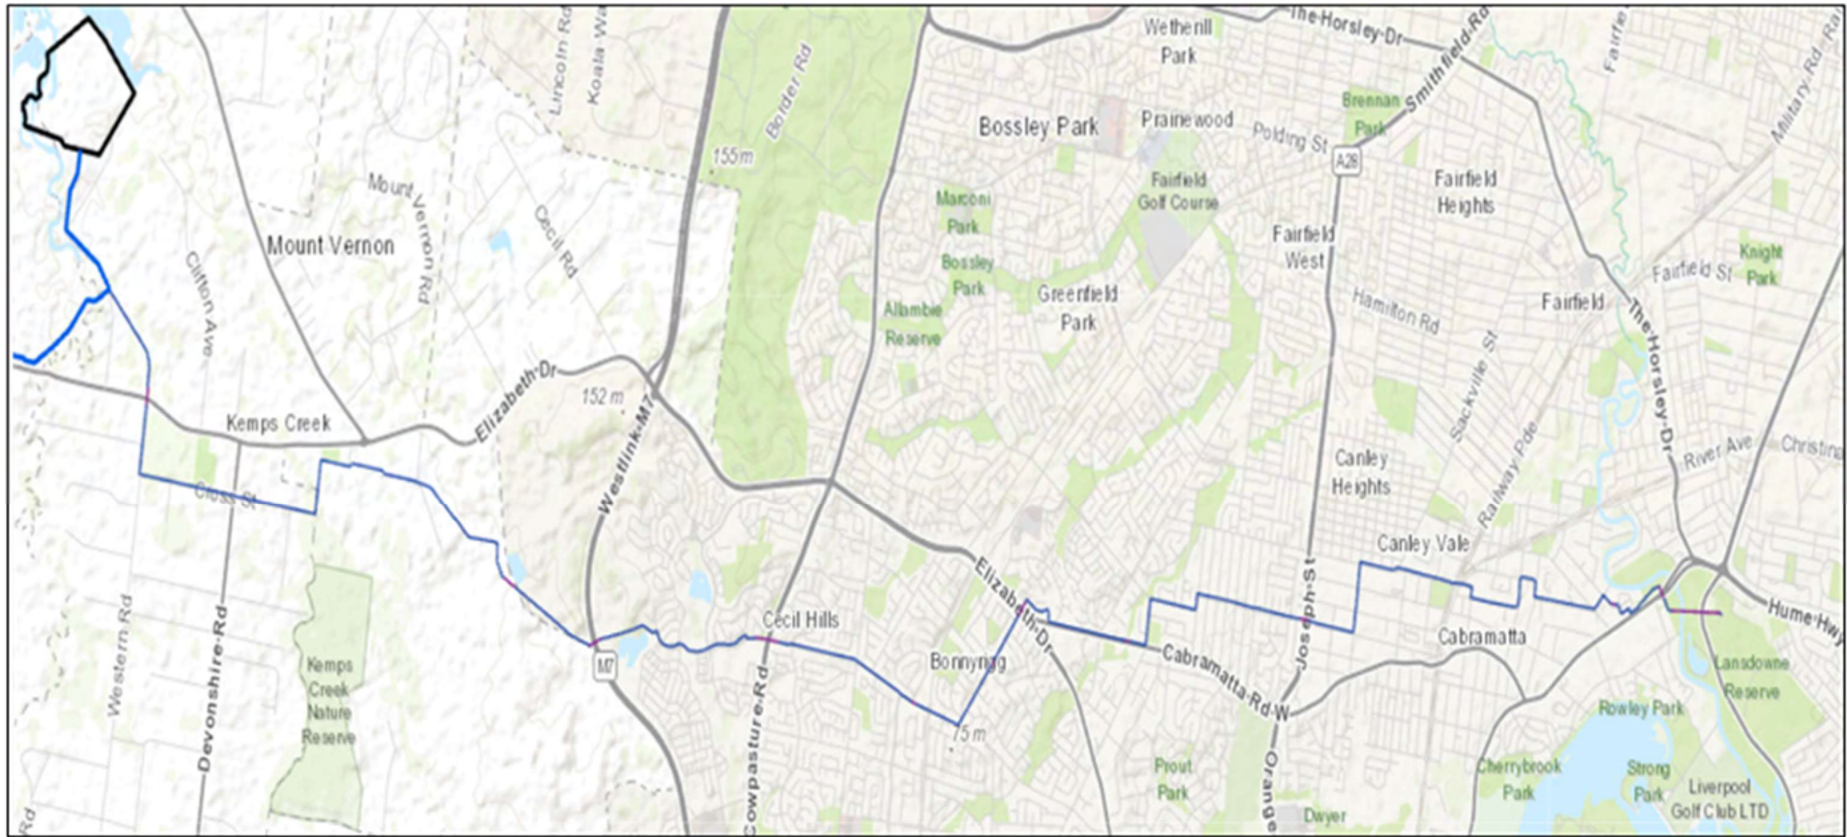 The Horsley Dr
Wetherill
Park
Smithfield Rd
Lincoln Rd
Koala Wa
Border Rd
Fairfie
Military Rd
Brennan
Park
Bossley Park
Prairiewood
Polding St
A28
155 m
Fairfield
Golf Course
Fairfield
Heights
Mount Vernon Rd
Marconi
Park
Cecil Rd
Mount Vernon
Fairfield
West
Knight
Park
Clifton Ave
Bossley
Park
Fairfield St
Greenfield
Park
Hamilton Rd
Fairfield
The Horsley Dr
Allambie
Reserve
Sackville St
Elizabeth Dr
152 m
Kemps Creek
Westlink M7
Canley
Heights
River Ave
Christina
Railway Pde
Cross St
Canley Vale
Elizabeth Dr
Joseph St
Hume Hwy
Cecil Hills
Cabramatta
Western Rd
Devonshire Rd
Kemps
Creek
Nature
Reserve
M7
Bonnyrigg
Cabramatta Rd W
Lansdowne
Reserve
Cowpasture Rd
75 m
Rowley Park
Prout
Park
Orange
Cherrybrook
Park
Strong
Park
Liverpool
Golf Club LTD
Dwyer
Rd